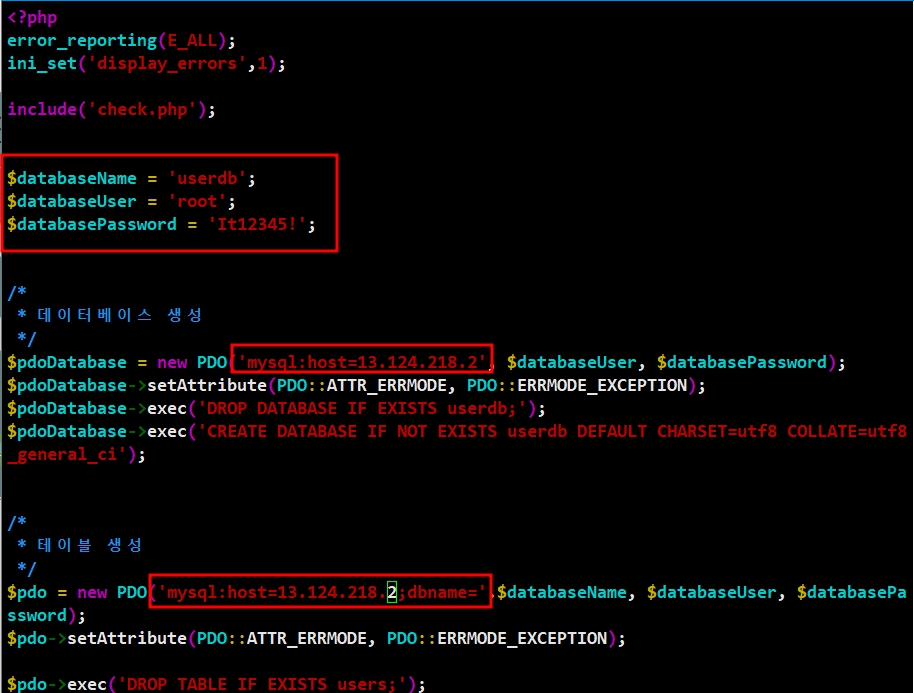 <?php
error_reporting(E_ALL);
ini_set('display_errors',1);
include('check.php');
$databaseName = 'userdb';
$databaseUser = 'root';
$databasePassword = 'It12345!';
/*
* 데이터베이스 생성
*/
$pdoDatabase = new PDO('mysql:host=13.124.218.2', $databaseUser, $databasePassword);
$pdoDatabase->setAttribute(PDO::ATTR_ERRMODE, PDO::ERRMODE_EXCEPTION);
$pdoDatabase->exec('DROP DATABASE IF EXISTS userdb;');
$pdoDatabase->exec('CREATE DATABASE IF NOT EXISTS userdb DEFAULT CHARSET=utf8 COLLATE=utf8
_general_ci');
/*
* 테이블 생성
*/
$pdo = new PDO('mysql:host=13.124.218.2;dbname='.$databaseName, $databaseUser, $databasePa
ssword);
$pdo->setAttribute(PDO::ATTR_ERRMODE, PDO::ERRMODE_EXCEPTION);
$pdo->exec('DROP TABLE IF EXISTS users;');